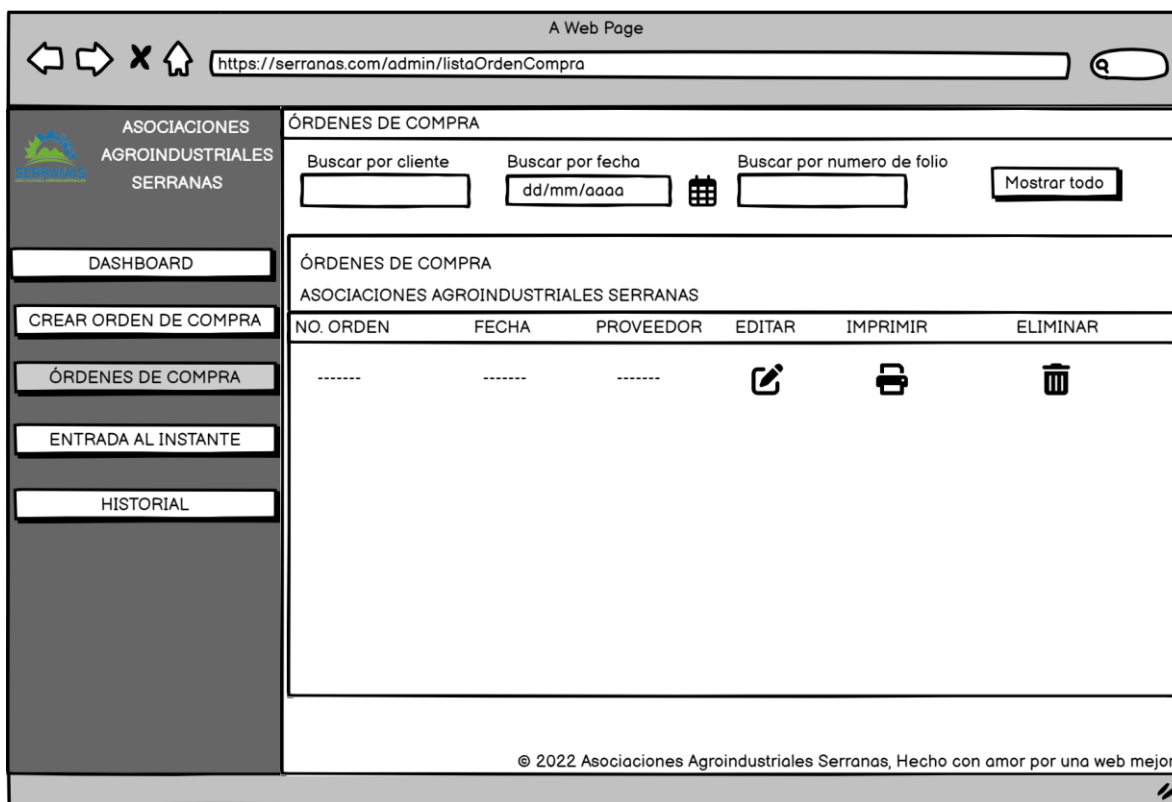 A Web Page
https://serranas.com/admin/listaOrdenCompra
ASOCIACIONES
AGROINDUSTRIALES
SERRANAS
SERRANAS
DASHBOARD
CREAR ORDEN DE COMPRA
ÓRDENES DE COMPRA
ENTRADA AL INSTANTE
HISTORIAL
ÓRDENES DE COMPRA
Buscar por cliente
Buscar por fecha
dd/mm/aaaa
Buscar por numero de folio
Mostrar todo
ÓRDENES DE COMPRA
ASOCIACIONES AGROINDUSTRIALES SERRANAS
NO. ORDEN FECHA PROVEEDOR EDITAR IMPRIMIR ELIMINAR
------- ------- -------
© 2022 Asociaciones Agroindustriales Serranas, Hecho con amor por una web mejor